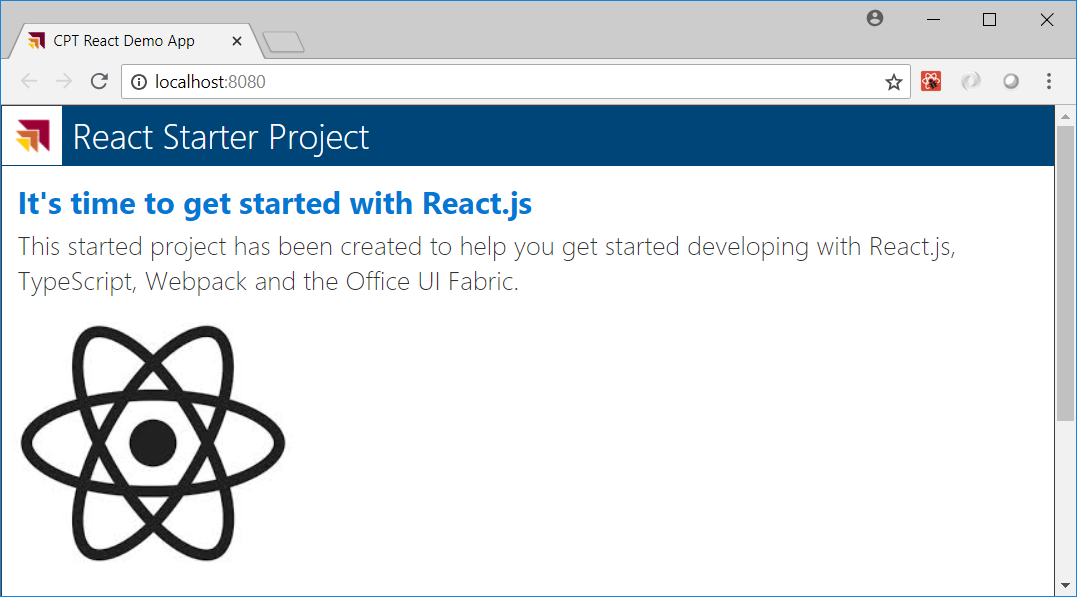 CPT React Demo App
localhost:8080
React Starter Project
It's time to get started with React.js
This started project has been created to help you get started developing with React.js,
TypeScript, Webpack and the Office UI Fabric.